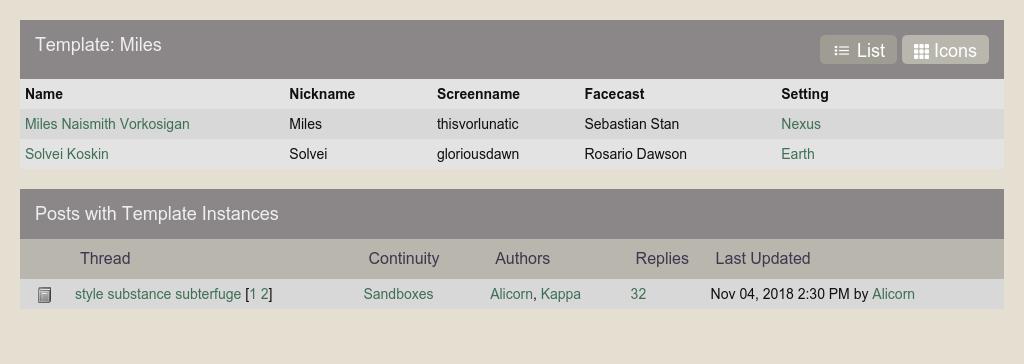 Template: Miles
List Icons
Name Nickname Screenname Facecast Setting
Miles Naismith Vorkosigan Miles thisvorlunatic Sebastian Stan Nexus
Solvei Koskin Solvei gloriousdawn Rosario Dawson Earth
Posts with Template Instances
Thread Continuity Authors Replies Last Updated
style substance subterfuge [1 2] Sandboxes Alicorn, Kappa 32 Nov 04, 2018 2:30 PM by Alicorn